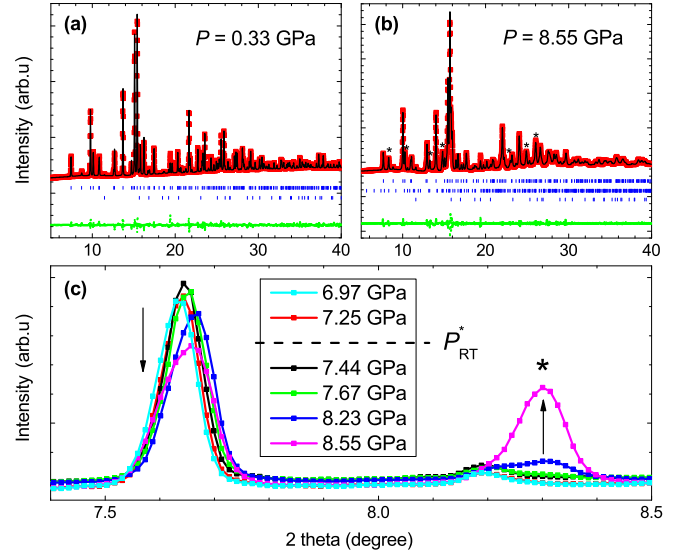 (a)
P = 0.33 GPa
Intensity (arb.u)
10
20
30
40
(b)
P = 8.55 GPa
* * * * * *
10
20
30
40
(c)
6.97 GPa
7.25 GPa
P*RT
7.44 GPa
7.67 GPa
8.23 GPa
8.55 GPa
*
Intensity (arb.u)
7.5
8.0
8.5
2 theta (degree)